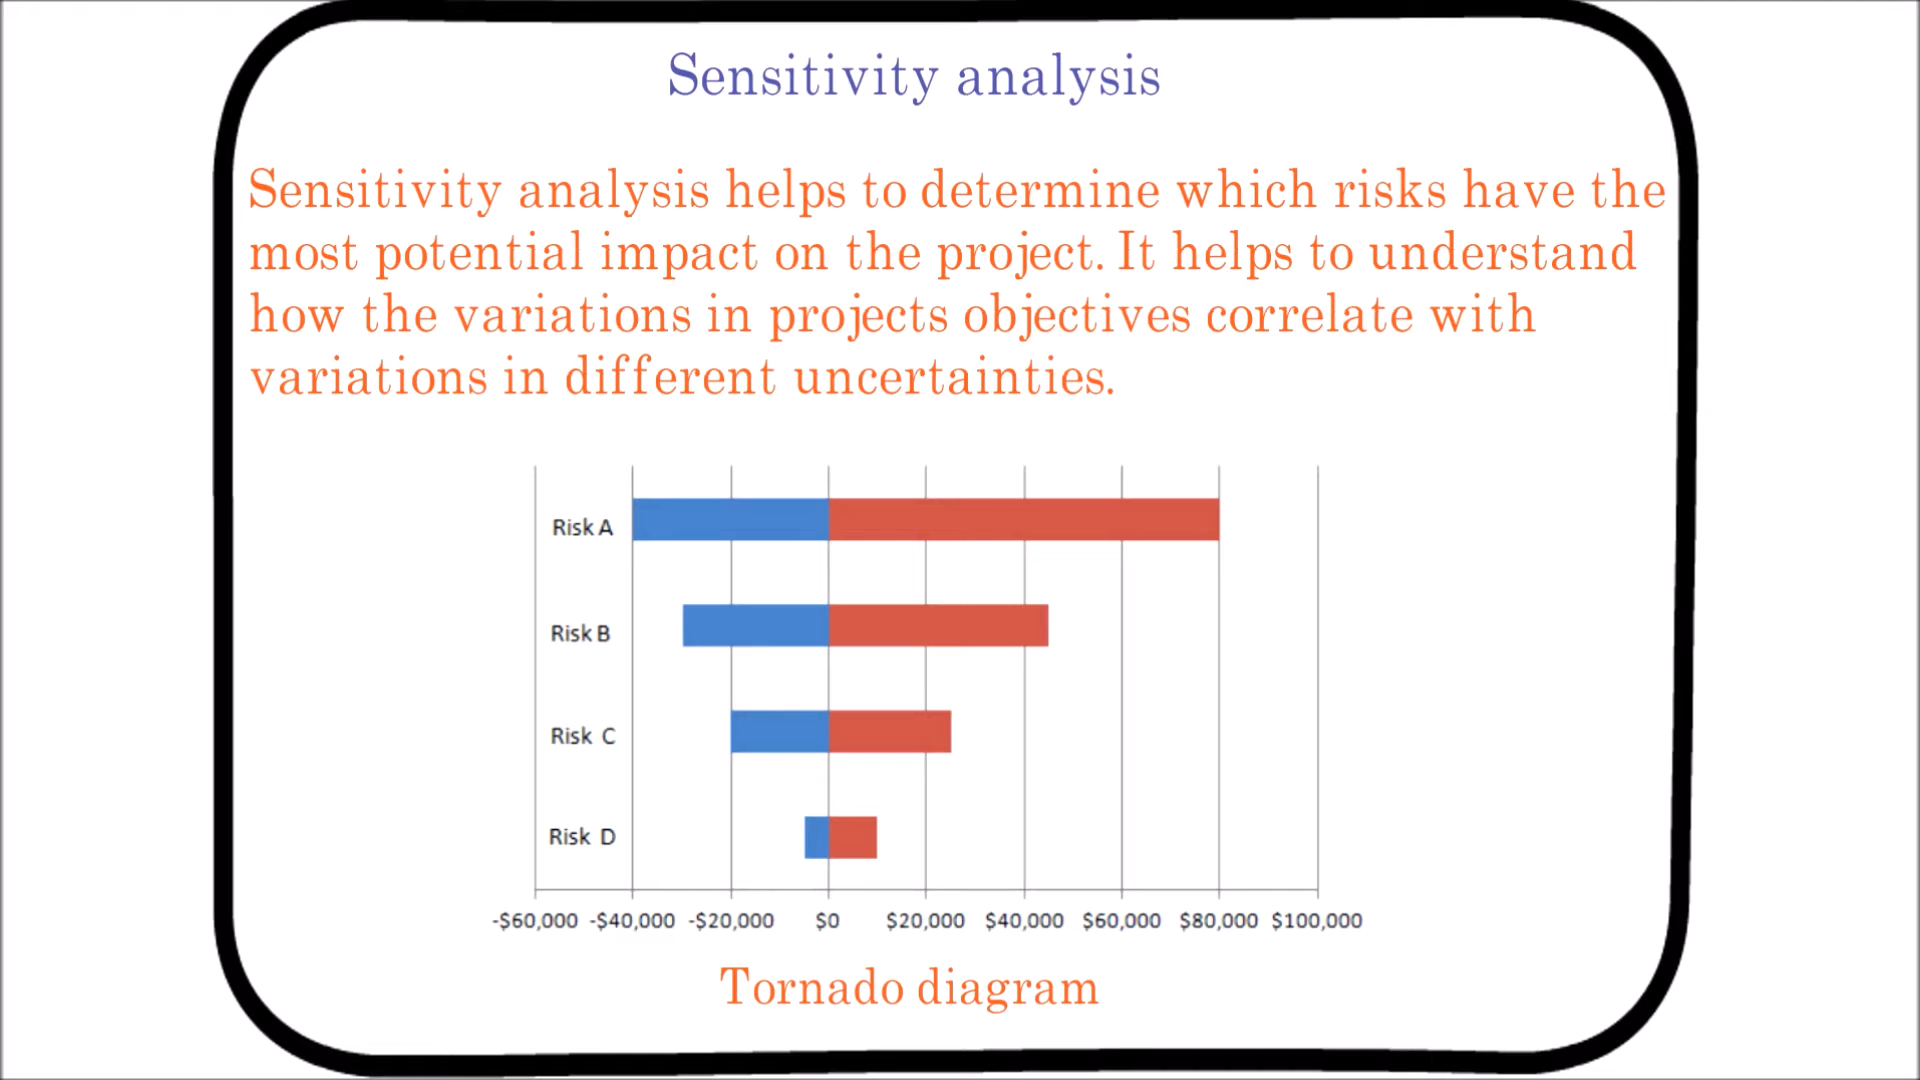 Sensitivity analysis
Sensitivity analysis helps to determine which risks have the
most potential impact on the project. It helps to understand
how the variations in projects objectives correlate with
variations in different uncertainties.
Risk A
Risk B
Risk C
Risk D
-$60,000 -$40,000 -$20,000 $0 $20,000 $40,000 $60,000 $80,000 $100,000
Tornado diagram